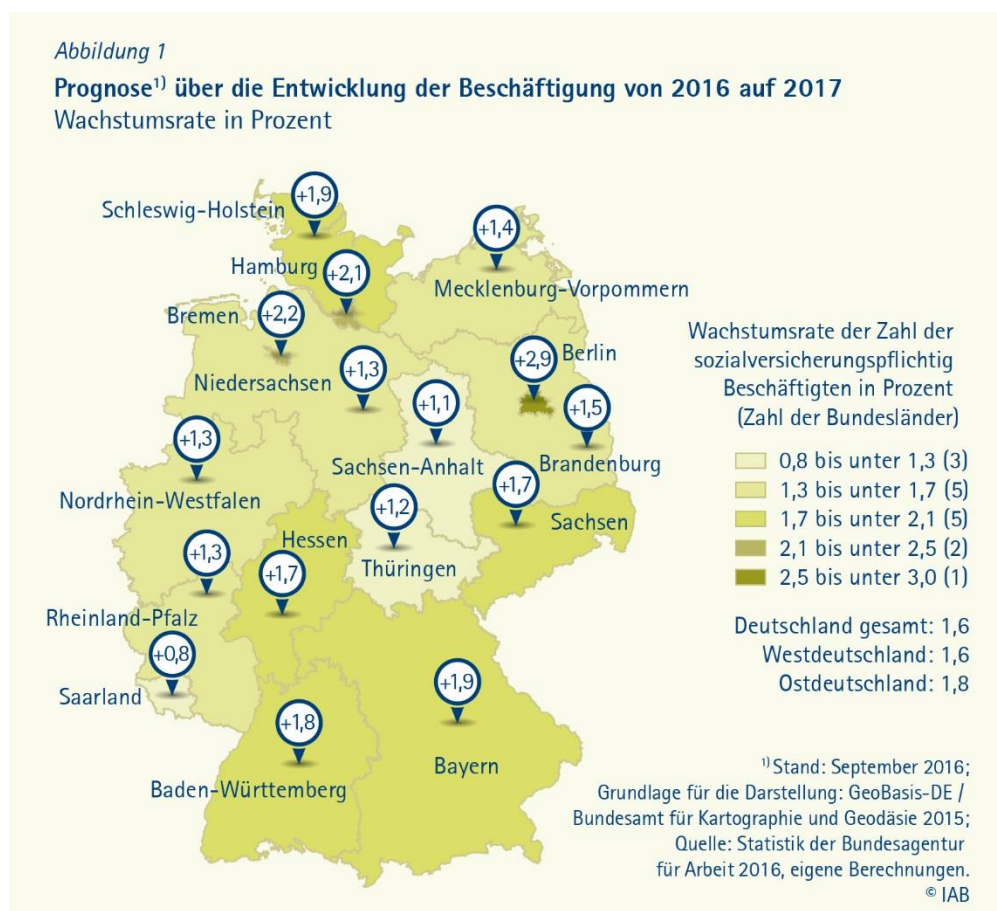 Abbildung 1
Prognose¹⁾ über die Entwicklung der Beschäftigung von 2016 auf 2017
Wachstumsrate in Prozent
+1,9
Schleswig-Holstein
+1,4
Hamburg
+2,1
Mecklenburg-Vorpommern
Bremen
+2,2
+2,9
Berlin
Niedersachsen
+1,3
+1,1
+1,5
+1,3
Sachsen-Anhalt
Brandenburg
Nordrhein-Westfalen
+1,7
Sachsen
+1,2
Hessen
+1,3
+1,7
Thüringen
Rheinland-Pfalz
+0,8
Saarland
+1,9
+1,8
Bayern
Baden-Württemberg
Wachstumsrate der Zahl der
sozialversicherungspflichtig
Beschäftigten in Prozent
(Zahl der Bundesländer)
0,8 bis unter 1,3 (3)
1,3 bis unter 1,7 (5)
1,7 bis unter 2,1 (5)
2,1 bis unter 2,5 (2)
2,5 bis unter 3,0 (1)
Deutschland gesamt: 1,6
Westdeutschland: 1,6
Ostdeutschland: 1,8
¹⁾ Stand: September 2016;
Grundlage für die Darstellung: GeoBasis-DE /
Bundesamt für Kartographie und Geodäsie 2015;
Quelle: Statistik der Bundesagentur
für Arbeit 2016, eigene Berechnungen.
© IAB